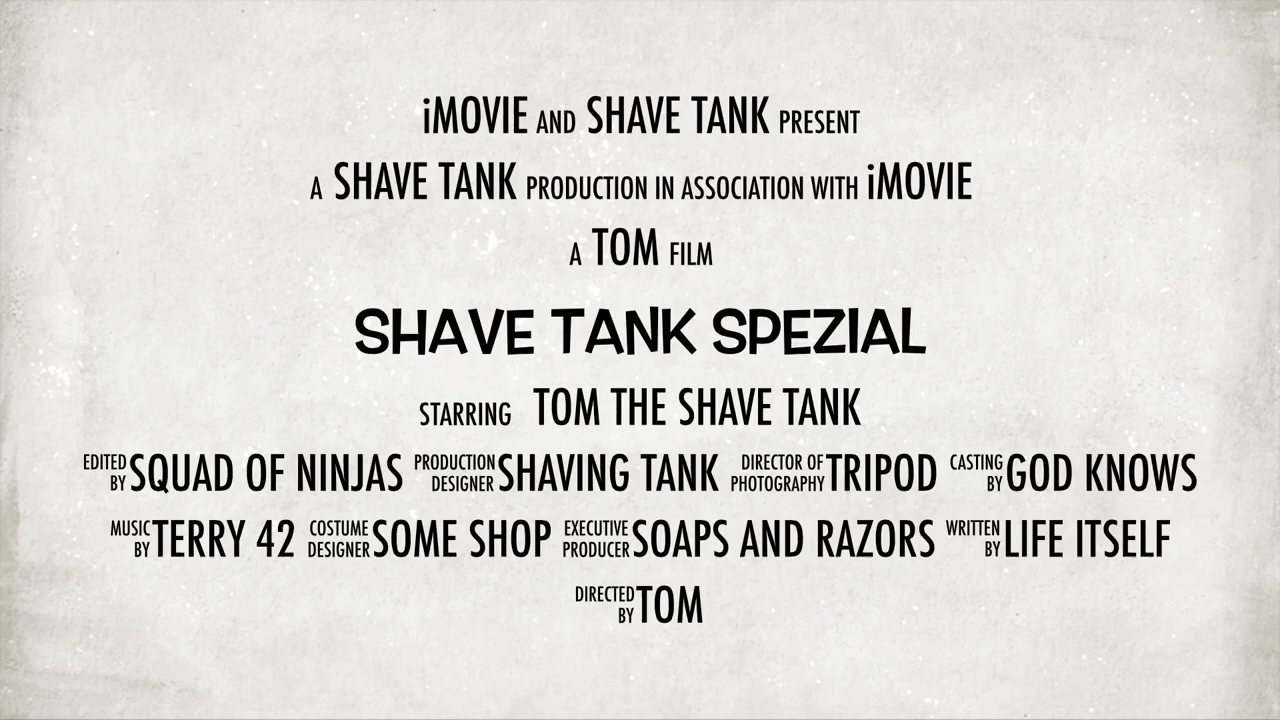 iMOVIE AND SHAVE TANK PRESENT
A SHAVE TANK PRODUCTION IN ASSOCIATION WITH iMOVIE
A TOM FILM
SHAVE TANK SPEZIAL
STARRING TOM THE SHAVE TANK
EDITED BY SQUAD OF NINJAS PRODUCTION DESIGNER SHAVING TANK DIRECTOR OF PHOTOGRAPHY TRIPOD CASTING BY GOD KNOWS
MUSIC BY TERRY 42 COSTUME DESIGNER SOME SHOP EXECUTIVE PRODUCER SOAPS AND RAZORS WRITTEN BY LIFE ITSELF
DIRECTED BY TOM